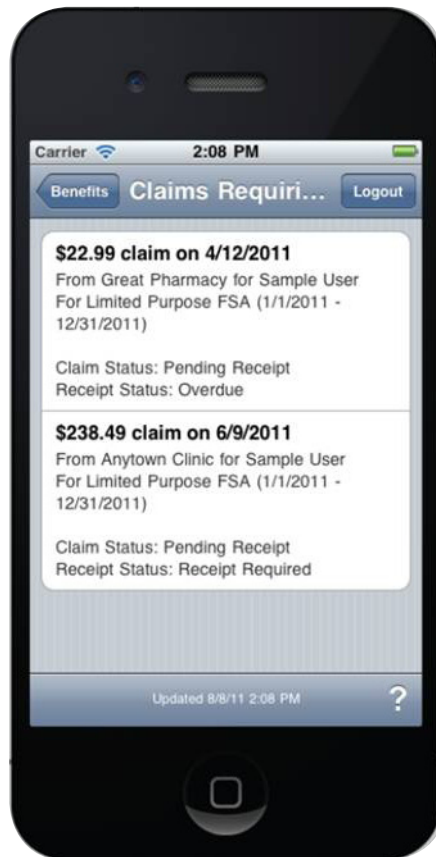 Carrier 2:08 PM
Benefits Claims Requiri... Logout
$22.99 claim on 4/12/2011
From Great Pharmacy for Sample User
For Limited Purpose FSA (1/1/2011 -
12/31/2011)
Claim Status: Pending Receipt
Receipt Status: Overdue
$238.49 claim on 6/9/2011
From Anytown Clinic for Sample User
For Limited Purpose FSA (1/1/2011 -
12/31/2011)
Claim Status: Pending Receipt
Receipt Status: Receipt Required
Updated 8/8/11 2:08 PM ?